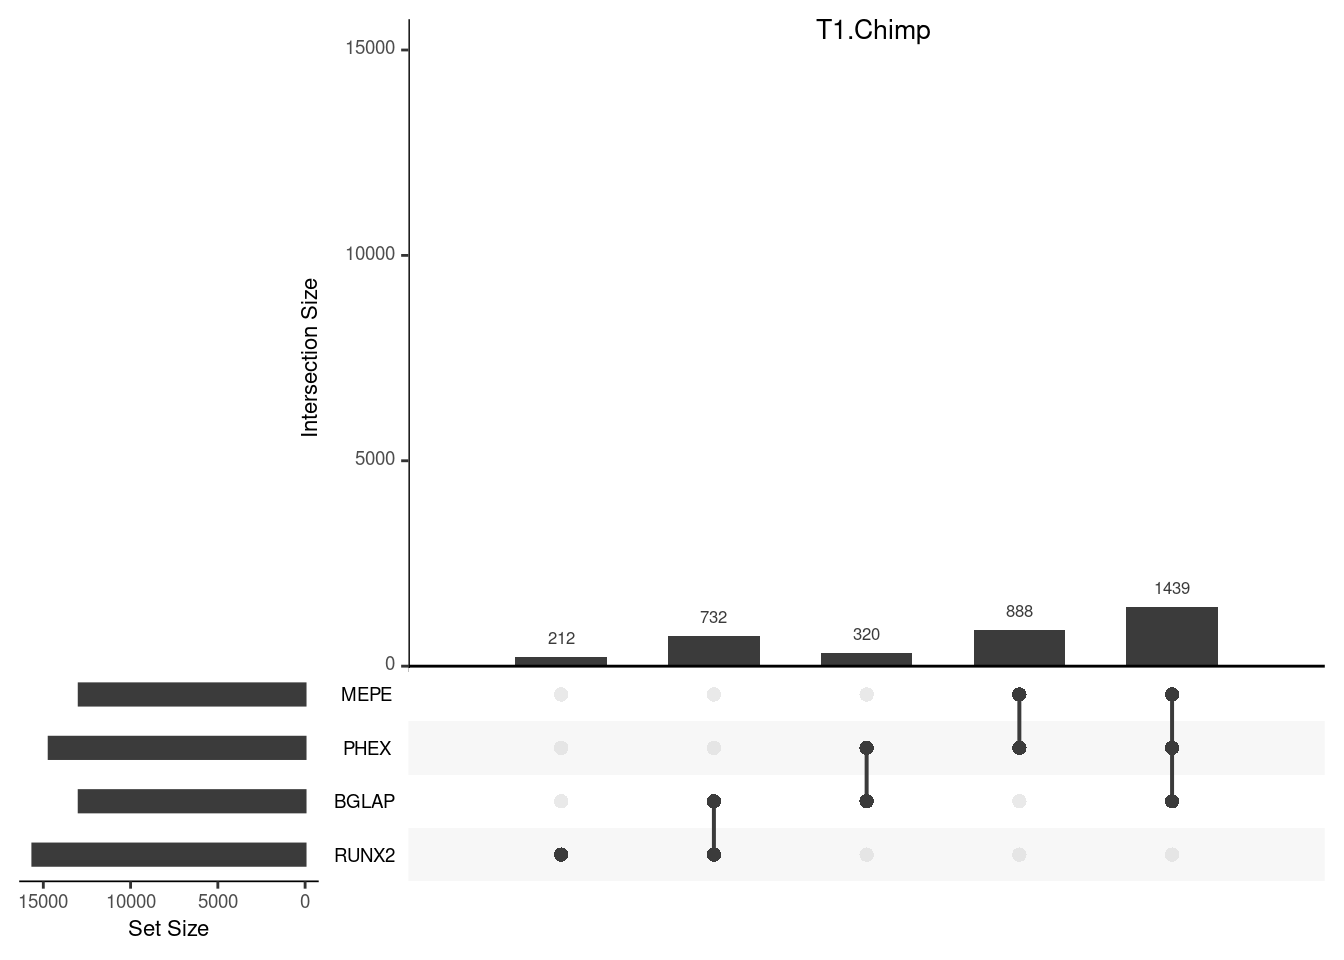 T1.Chimp
15000
10000
5000
0
Intersection Size
212
732
320
888
1439
MEPE
PHEX
BGLAP
RUNX2
15000 10000 5000 0
Set Size